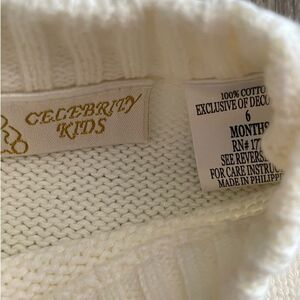 CELEBRITY
KIDS
100% COTTO
EXCLUSIVE OF DECO
6
MONTHS
RN# 17
SEE REVERS
FOR CARE INSTRUC
MADE IN PHILIPP